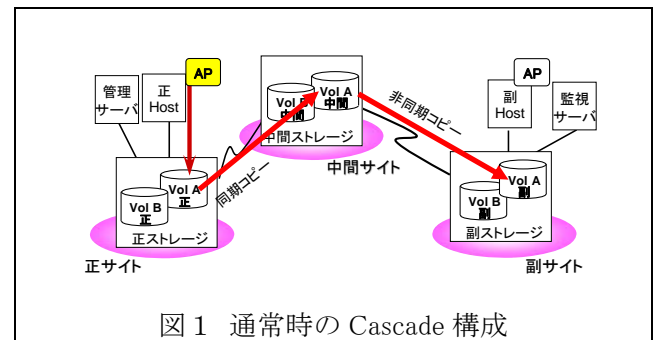 AP
管理
サーバ
正
Host
Vol A
中間
Vol B
中間
中間ストレージ
中間サイト
非同期コピー
AP
副
Host
監視
サーバ
同期コピー
Vol A
正
Vol B
正
正ストレージ
正サイト
Vol A
副
Vol B
副
副ストレージ
副サイト
図1 通常時の Cascade 構成